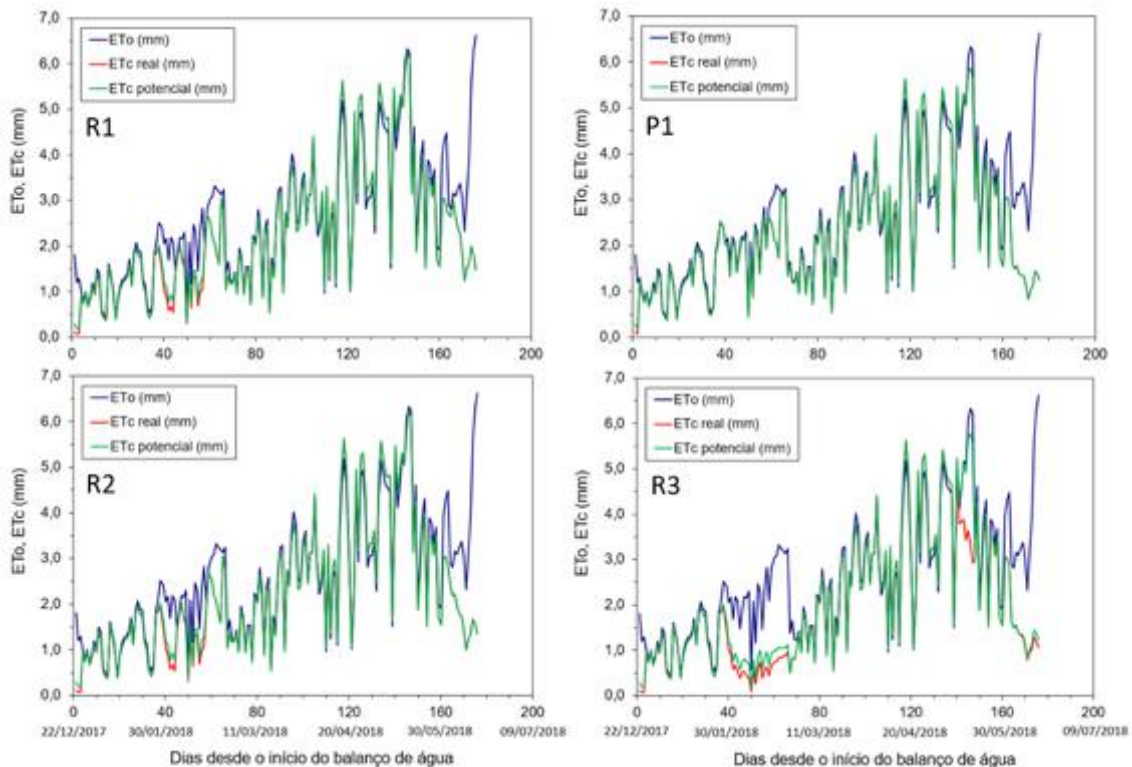 7,0
6,0
5,0
4,0
3,0
2,0
1,0
0,0
ETo, ETc (mm)
ETo (mm)
ETc real (mm)
ETc potencial (mm)
R1
0 40 80 120 160 200
7,0
6,0
5,0
4,0
3,0
2,0
1,0
0,0
ETo, ETc (mm)
ETo (mm)
ETc real (mm)
ETc potencial (mm)
P1
0 40 80 120 160 200
7,0
6,0
5,0
4,0
3,0
2,0
1,0
0,0
ETo, ETc (mm)
ETo (mm)
ETc real (mm)
ETc potencial (mm)
R2
0 40 80 120 160 200
22/12/2017 30/01/2018 11/03/2018 20/04/2018 30/05/2018 09/07/2018
Dias desde o início do balanço de água
7,0
6,0
5,0
4,0
3,0
2,0
1,0
0,0
ETo, ETc (mm)
ETo (mm)
ETc real (mm)
ETc potencial (mm)
R3
0 40 80 120 160 200
22/12/2017 30/01/2018 11/03/2018 20/04/2018 30/05/2018 09/07/2018
Dias desde o início do balanço de água